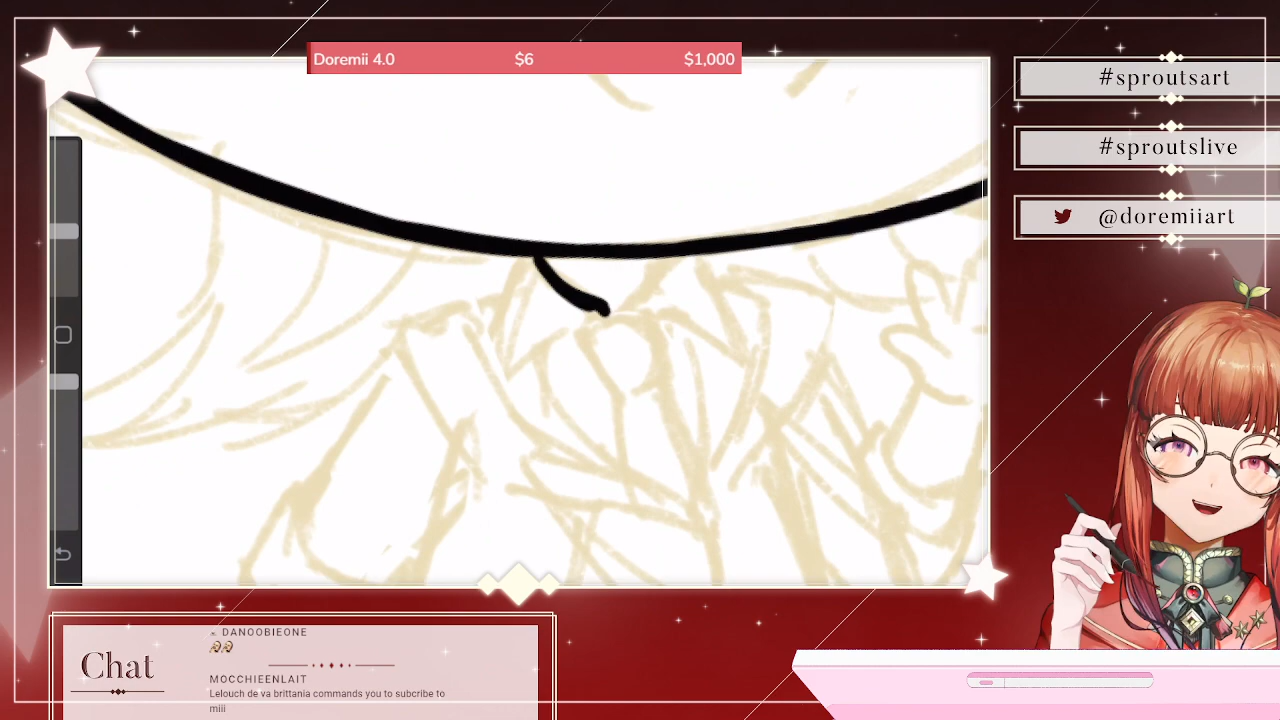 Doremii 4.0 $6 $1,000
#sproutsart
#sproutslive
@doremiiart
Chat
DANOOBIEONE
MOCCHIEENLAIT
Lelouch de va brittania commands you to subcribe to
miii